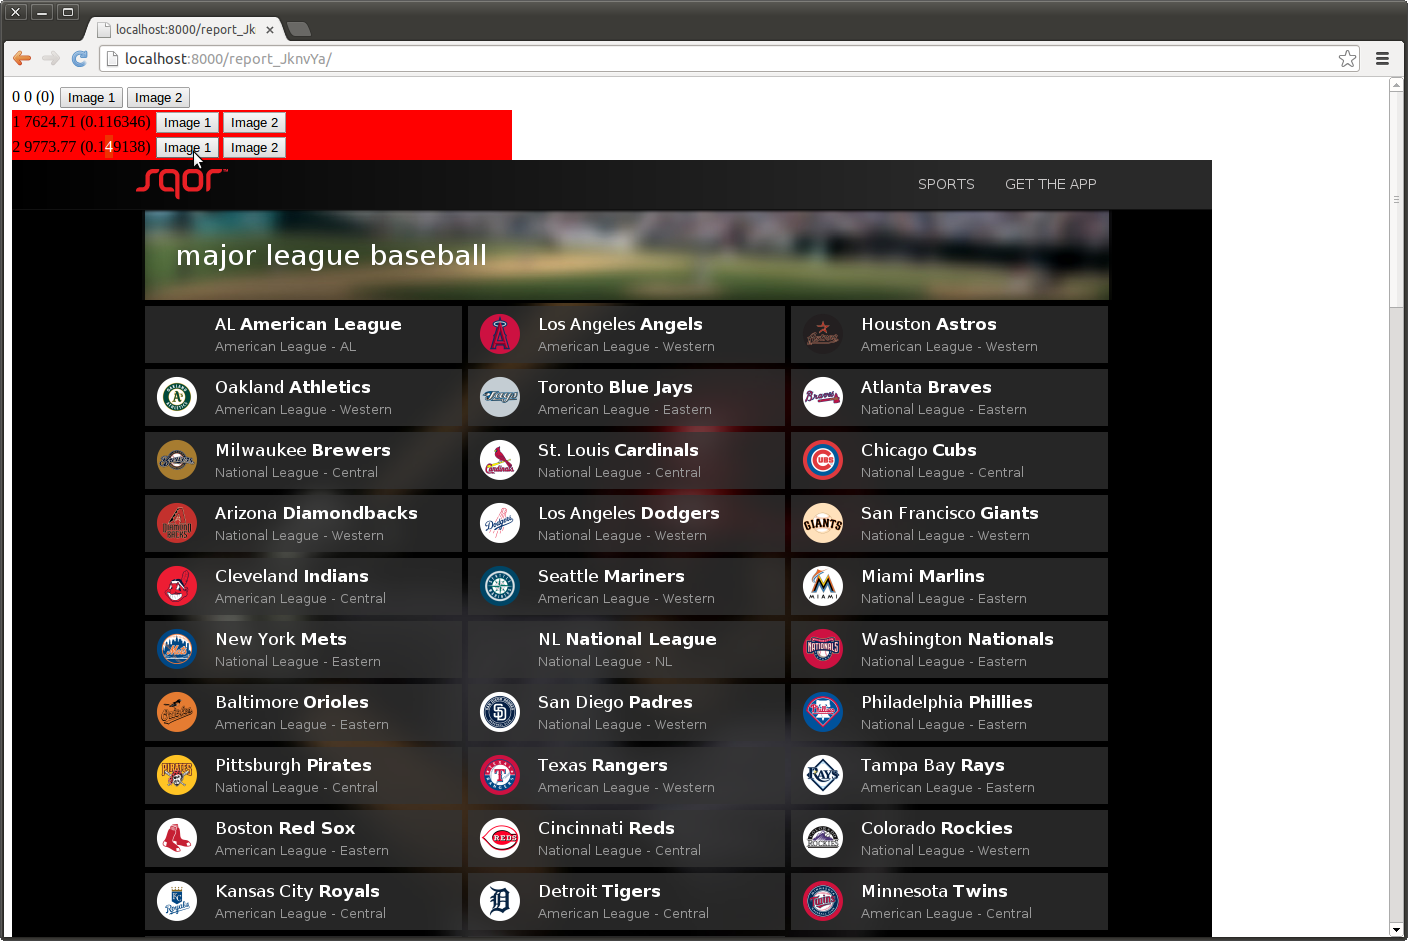 localhost:8000/report_Jk
localhost:8000/report_JknvYa/
0 0 (0) Image 1 Image 2
1 7624.71 (0.116346) Image 1 Image 2
2 9773.77 (0.149138) Image 1 Image 2
sqor™ SPORTS GET THE APP
major league baseball
AL American League Los Angeles Angels Houston Astros
American League - AL American League - Western American League - Western
Oakland Athletics Toronto Blue Jays Atlanta Braves
American League - Western American League - Eastern National League - Eastern
Milwaukee Brewers St. Louis Cardinals Chicago Cubs
National League - Central National League - Central National League - Central
Arizona Diamondbacks Los Angeles Dodgers San Francisco Giants
National League - Western National League - Western National League - Western
Cleveland Indians Seattle Mariners Miami Marlins
American League - Central American League - Western National League - Eastern
New York Mets NL National League Washington Nationals
National League - Eastern National League - NL National League - Eastern
Baltimore Orioles San Diego Padres Philadelphia Phillies
American League - Eastern National League - Western National League - Eastern
Pittsburgh Pirates Texas Rangers Tampa Bay Rays
National League - Central American League - Western American League - Eastern
Boston Red Sox Cincinnati Reds Colorado Rockies
American League - Eastern National League - Central National League - Western
Kansas City Royals Detroit Tigers Minnesota Twins
American League - Central American League - Central American League - Central